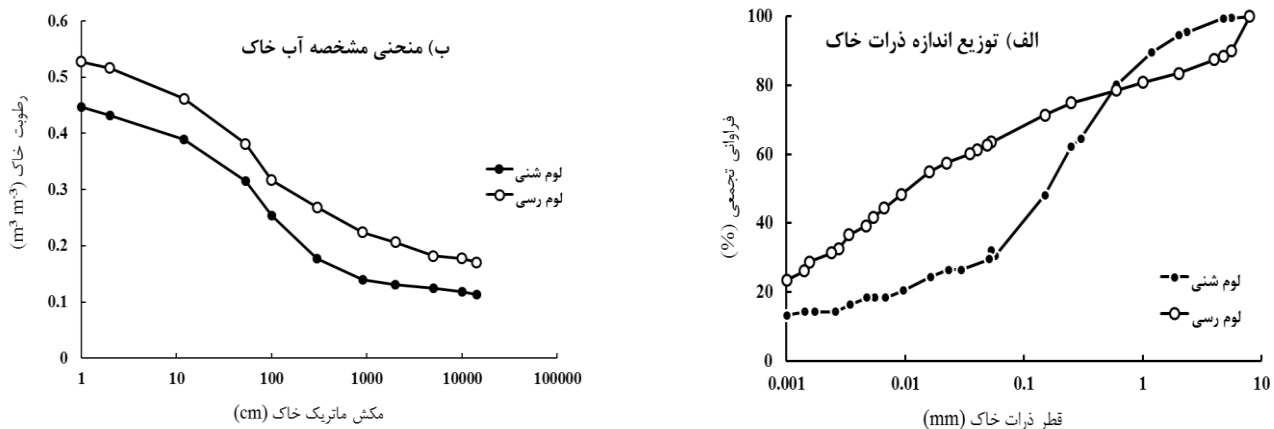 الف) توزیع اندازه ذرات خاک
فراوانی تجمعی (%)
100
80
60
40
20
0
لوم شنی
لوم رسی
0.001
0.01
0.1
1
10
قطر ذرات خاک (mm)
ب) منحنی مشخصه آب خاک
رطوبت خاک (m³ m⁻³)
0.6
0.5
0.4
0.3
0.2
0.1
0
لوم شنی
لوم رسی
1
10
100
1000
10000
100000
مکش ماتریک خاک (cm)